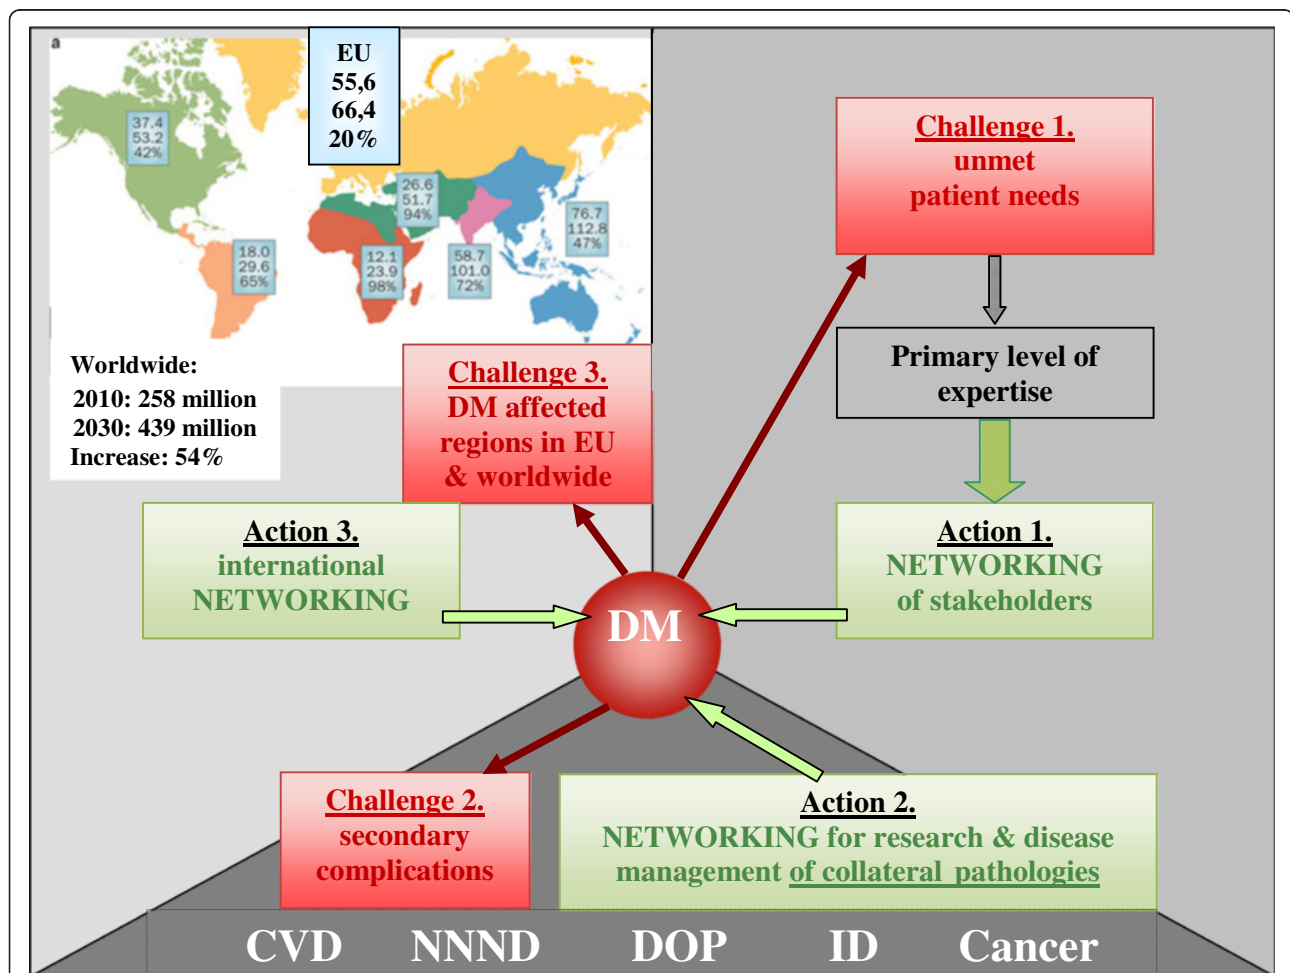 a
EU
55,6
66,4
20%
37.4
53.2
42%
26.6
51.7
94%
76.7
112.8
47%
18.0
29.6
65%
12.1
23.9
98%
58.7
101.0
72%
Worldwide:
2010: 258 million
2030: 439 million
Increase: 54%
Challenge 1.
unmet
patient needs
Primary level of
expertise
Challenge 3.
DM affected
regions in EU
& worldwide
Action 3.
international
NETWORKING
Action 1.
NETWORKING
of stakeholders
DM
Challenge 2.
secondary
complications
Action 2.
NETWORKING for research & disease
management of collateral pathologies
CVD NNND DOP ID Cancer